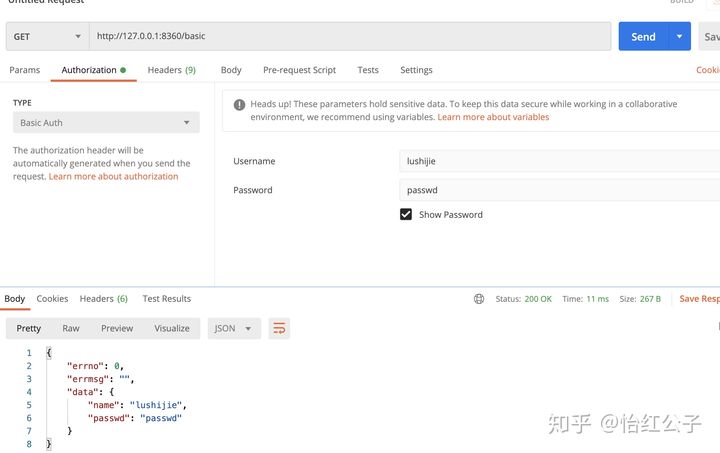 Untitled Request
BUILD
GET http://127.0.0.1:8360/basic Send Sav
Params Authorization Headers (9) Body Pre-request Script Tests Settings Cookie
TYPE
Basic Auth
The authorization header will be
automatically generated when you send the
request. Learn more about authorization
Heads up! These parameters hold sensitive data. To keep this data secure while working in a collaborative
environment, we recommend using variables. Learn more about variables
Username lushijie
Password passwd
Show Password
Body Cookies Headers (6) Test Results Status: 200 OK Time: 11 ms Size: 267 B Save Resp
Pretty Raw Preview Visualize JSON
1 {
2 "errno": 0,
3 "errmsg": "",
4 "data": {
5 "name": "lushijie",
6 "passwd": "passwd"
7 }
8 }
知乎 @怡红公子